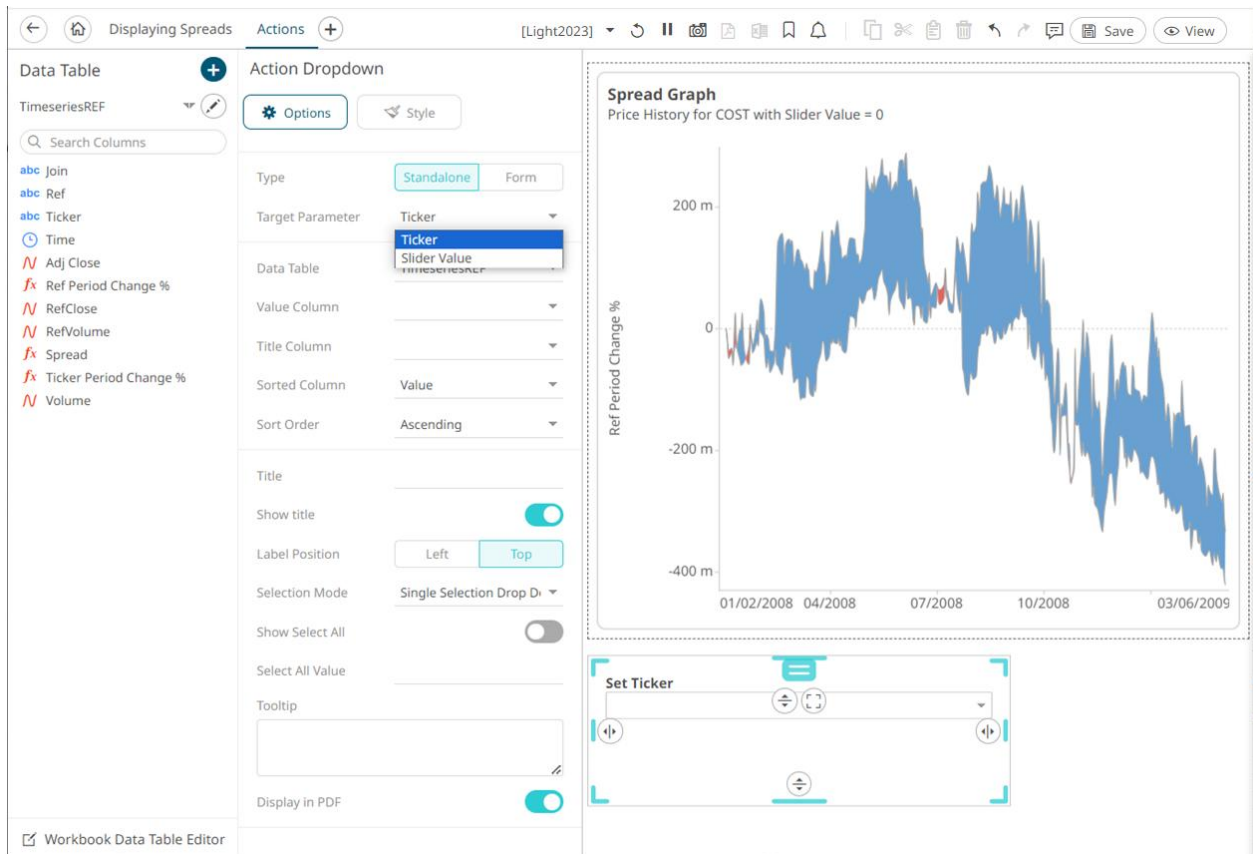 Displaying Spreads
Actions
[Light2023]
Save
View
Data Table
TimeseriesREF
Search Columns
abc Join
abc Ref
abc Ticker
Time
Adj Close
fx Ref Period Change %
RefClose
RefVolume
fx Spread
fx Ticker Period Change %
Volume
Workbook Data Table Editor
Action Dropdown
Options
Style
Type
Standalone
Form
Target Parameter
Ticker
Ticker
Slider Value
Data Table
TimeseriesREF
Value Column
Title Column
Sorted Column
Value
Sort Order
Ascending
Title
Show title
Label Position
Left
Top
Selection Mode
Single Selection Drop D
Show Select All
Select All Value
Tooltip
Display in PDF
Spread Graph
Price History for COST with Slider Value = 0
Ref Period Change %
200 m
0
-200 m
-400 m
01/02/2008
04/2008
07/2008
10/2008
03/06/2009
Set Ticker